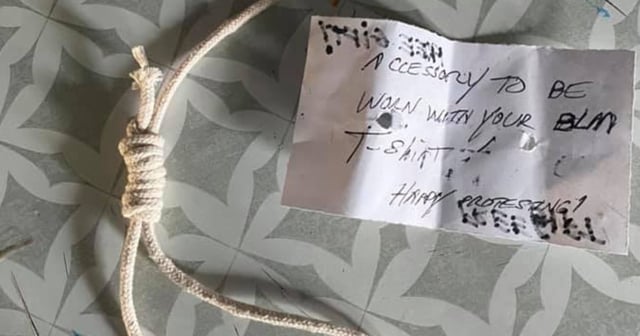 ACCESSORY TO BE
WORN WITH YOUR BLM
T-SHIRT!
HAPPY PROTESTING!